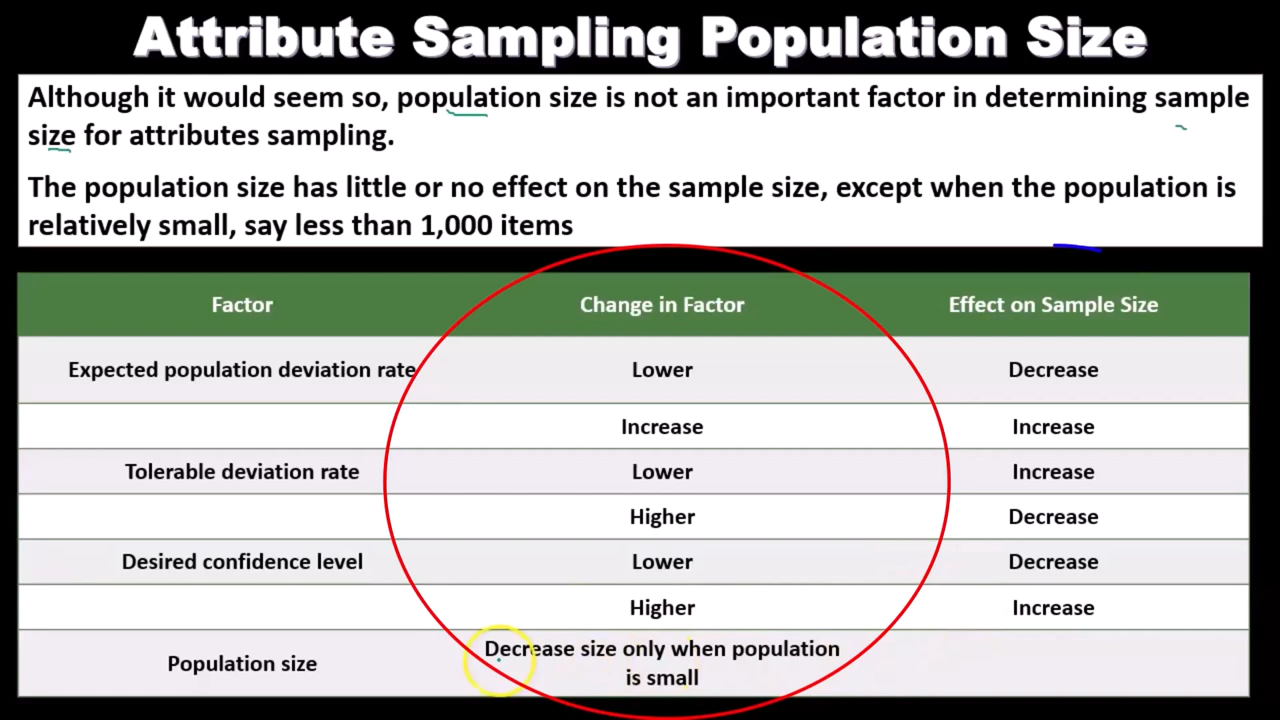 Attribute Sampling Population Size
Although it would seem so, population size is not an important factor in determining sample
size for attributes sampling.
The population size has little or no effect on the sample size, except when the population is
relatively small, say less than 1,000 items
Factor Change in Factor Effect on Sample Size
Expected population deviation rate Lower Decrease
Increase Increase
Tolerable deviation rate Lower Increase
Higher Decrease
Desired confidence level Lower Decrease
Higher Increase
Population size Decrease size only when population
is small